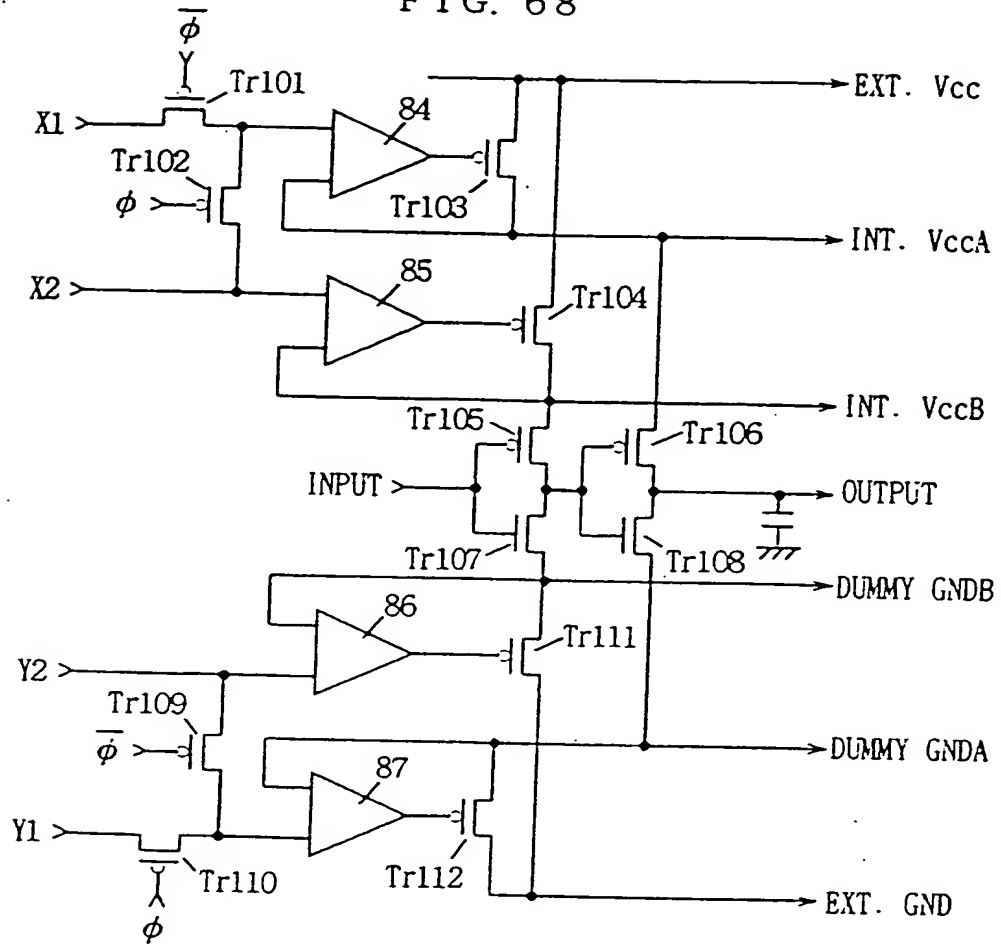 FIG. 68
φ̅
Tr101
84
EXT. Vcc
X1
Tr102
φ
Tr103
INT. VccA
X2
85
Tr104
INT. VccB
Tr105
Tr106
INPUT
OUTPUT
Tr107
Tr108
DUMMY GNDB
86
Tr111
Y2
Tr109
φ̅
DUMMY GNDA
87
Y1
Tr110
Tr112
EXT. GND
φ